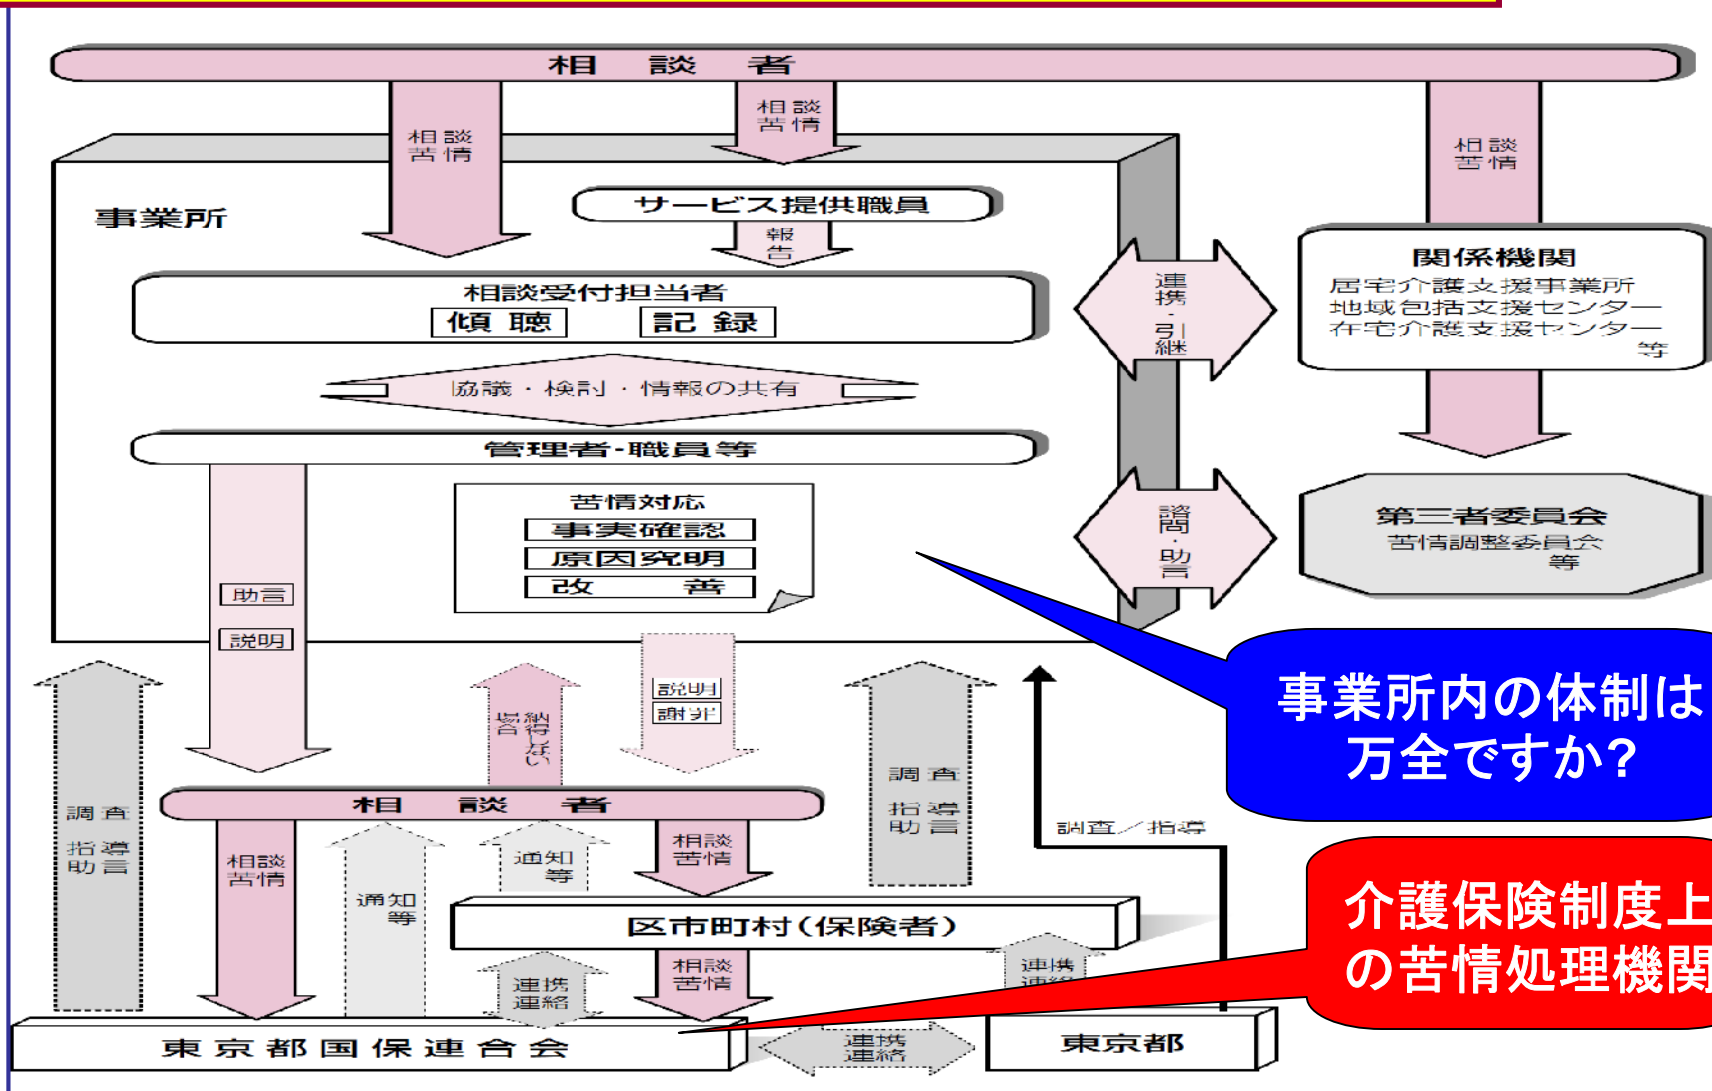 相　談　者
相談
苦情
相談
苦情
相談
苦情
事業所
サービス提供職員
報
告
相談受付担当者
傾 聴
記 録
連携・引継
関係機関
居宅介護支援事業所
地域包括支援センター
在宅介護支援センター
等
協議・検討・情報の共有
管理者・職員等
苦情対応
事実確認
原因究明
改　善
諮問・助言
第三者委員会
苦情調整委員会
等
助言
説明
納得しない
場合
説明
謝罪
事業所内の体制は
万全ですか?
調査
指導
助言
調査
指導
助言
調査／指導
相　談　者
相談
苦情
通知
等
通知
等
相談
苦情
区市町村(保険者)
介護保険制度上
の苦情処理機関
連携
連絡
相談
苦情
連携
連絡
東京都国保連合会
連携
連絡
東京都